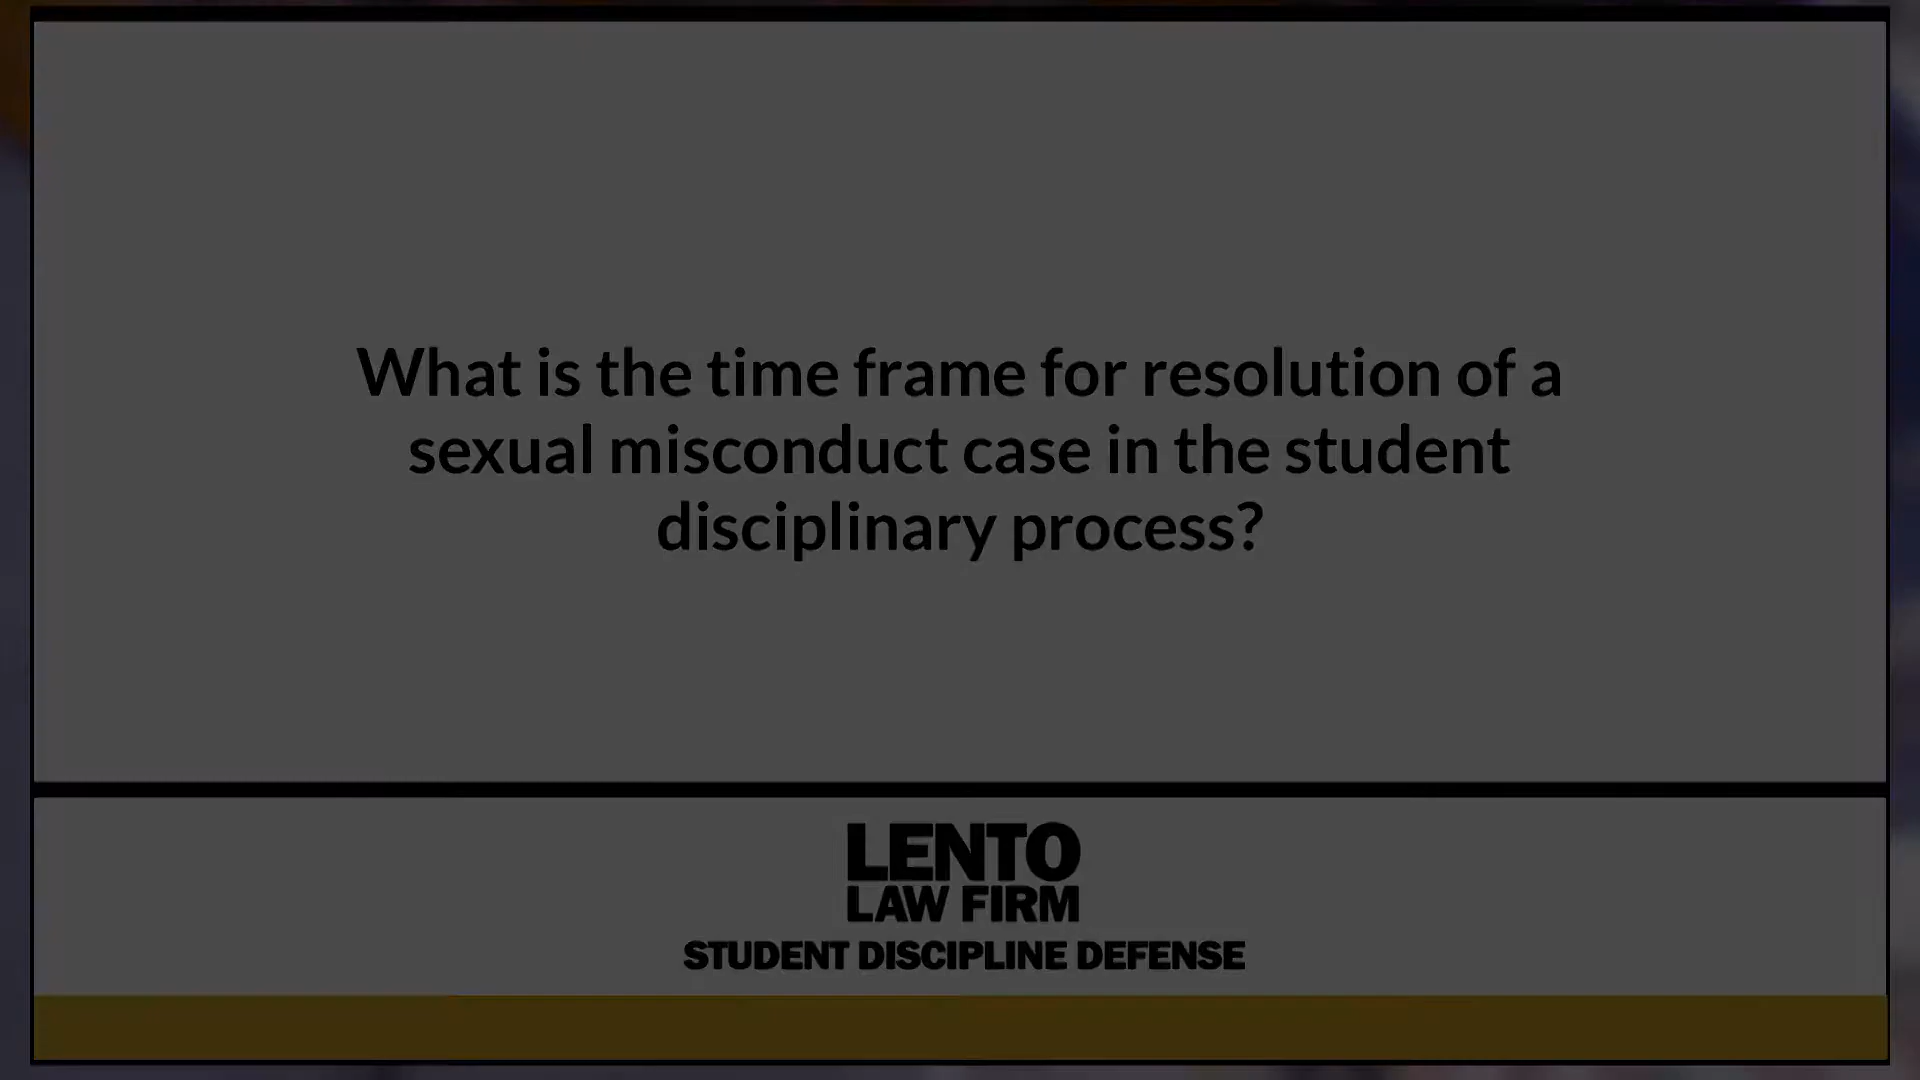 What is the time frame for resolution of a
sexual misconduct case in the student
disciplinary process?
LENTO
LAW FIRM
STUDENT DISCIPLINE DEFENSE